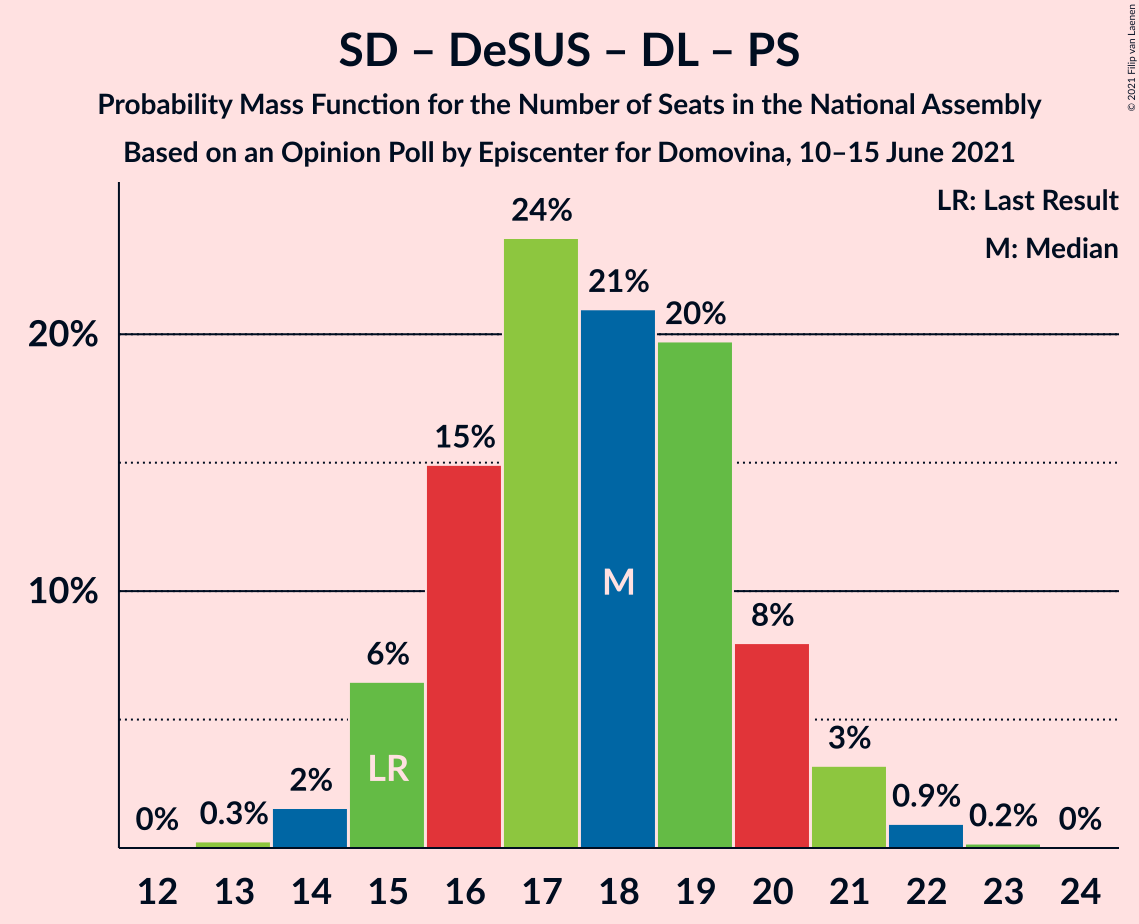 SD – DeSUS – DL – PS
Probability Mass Function for the Number of Seats in the National Assembly
Based on an Opinion Poll by Episcenter for Domovina, 10–15 June 2021
© 2021 Filip van Laenen
LR: Last Result
M: Median
24%
21%
20%
20%
15%
M
10%
8%
6%
LR
3%
2%
0.9%
0%
0.3%
0.2%
0%
12 13 14 15 16 17 18 19 20 21 22 23 24